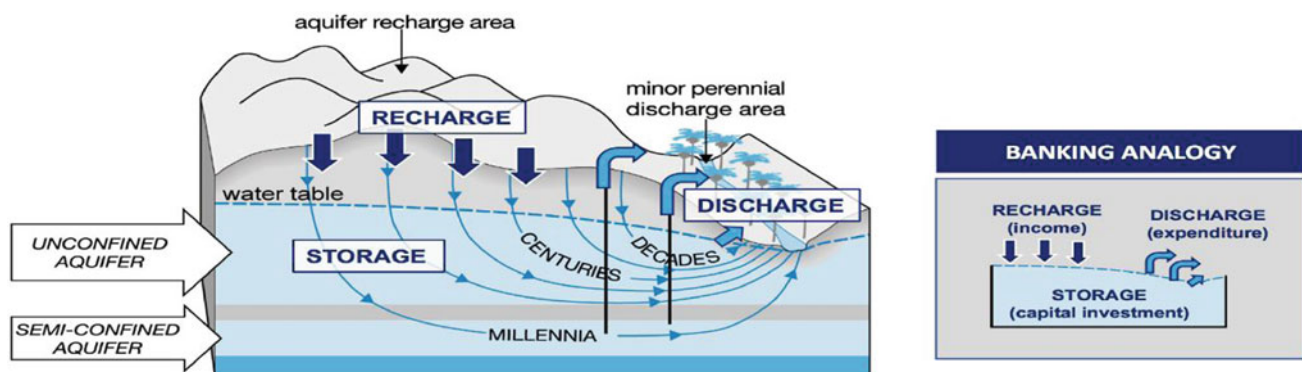 aquifer recharge area
minor perennial
discharge area
RECHARGE
water table
DISCHARGE
UNCONFINED
AQUIFER
STORAGE
CENTURIES
DECADES
SEMI-CONFINED
AQUIFER
MILLENNIA
BANKING ANALOGY
RECHARGE
(income)
DISCHARGE
(expenditure)
STORAGE
(capital investment)